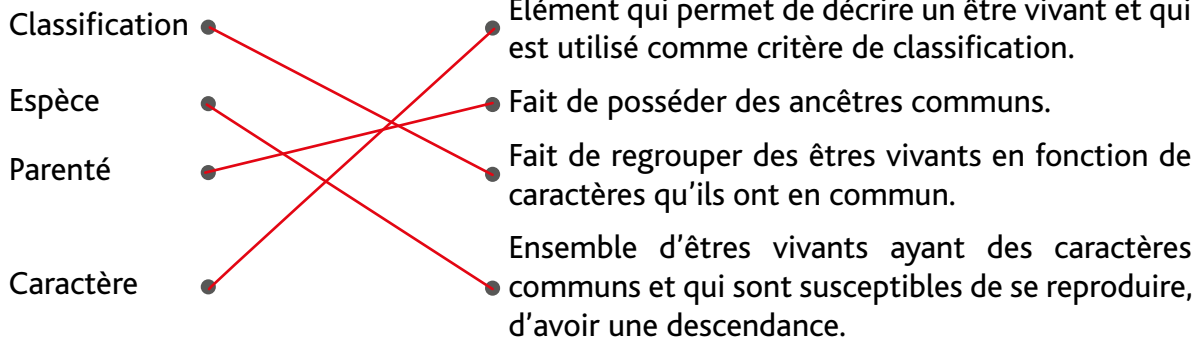 Classification
Élément qui permet de décrire un être vivant et qui
est utilisé comme critère de classification.
Espèce
Fait de posséder des ancêtres communs.
Parenté
Fait de regrouper des êtres vivants en fonction de
caractères qu’ils ont en commun.
Caractère
Ensemble d’êtres vivants ayant des caractères
communs et qui sont susceptibles de se reproduire,
d’avoir une descendance.